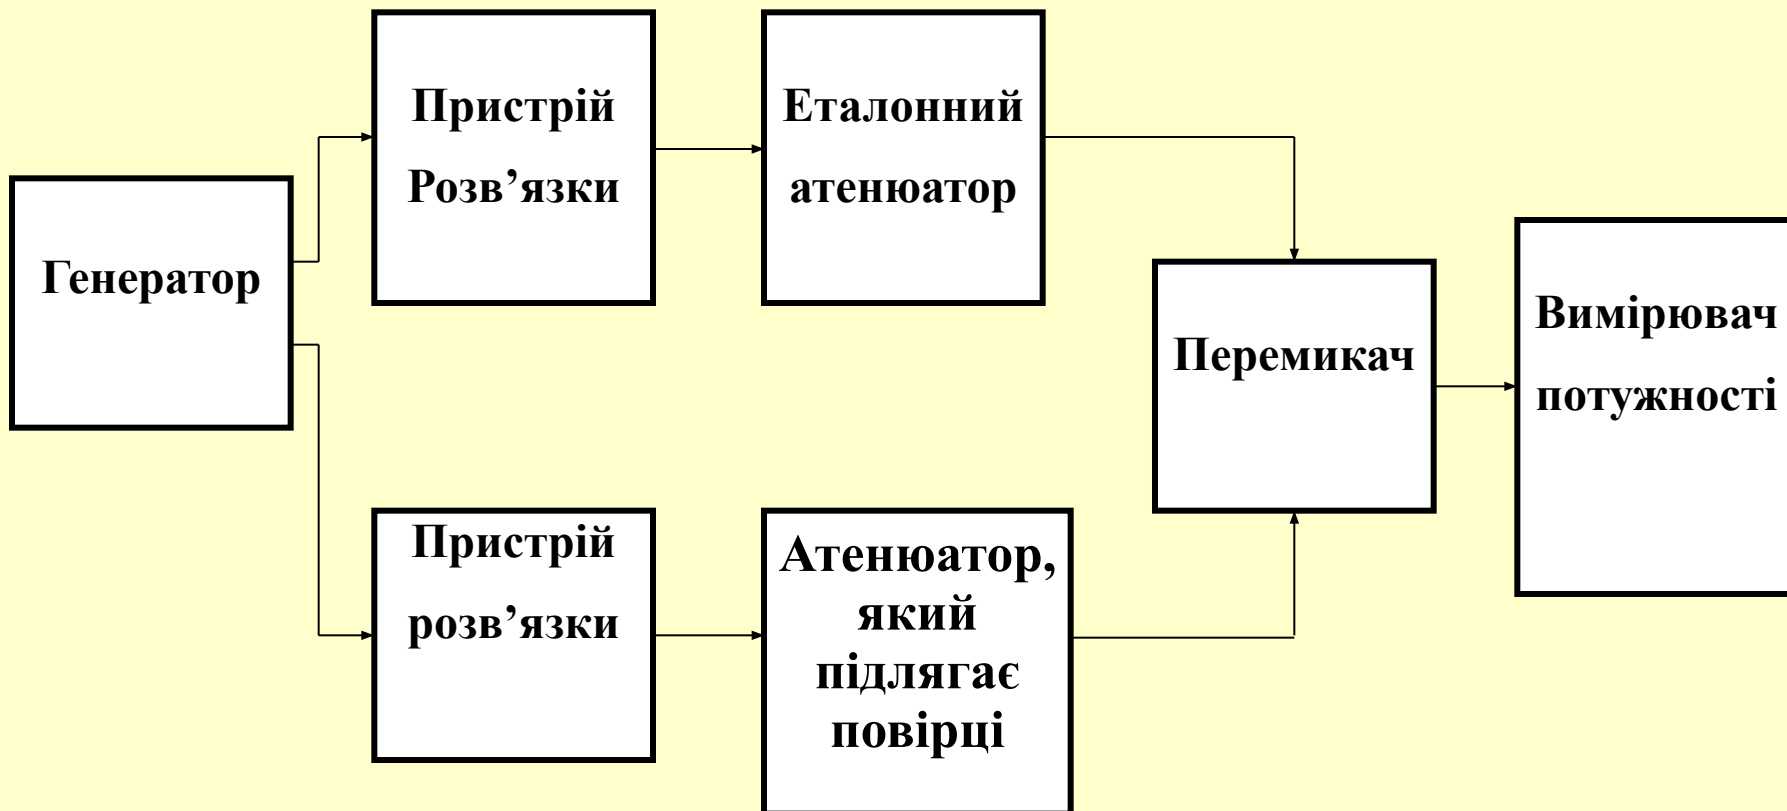 Пристрій
Розв’язки
Еталонний
атенюатор
Генератор
Перемикач
Вимірювач
потужності
Пристрій
розв’язки
Атенюатор,
який
підлягає
повірці